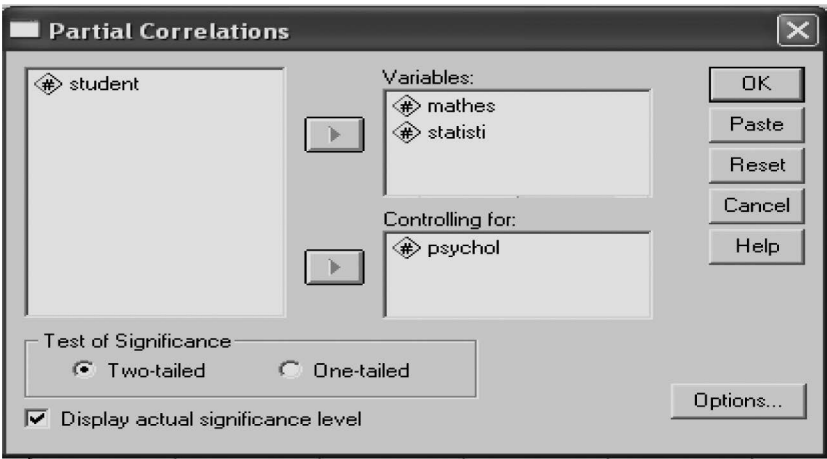 Partial Correlations
student
Variables:
mathes
statisti
Controlling for:
psychol
OK
Paste
Reset
Cancel
Help
Test of Significance
Two-tailed
One-tailed
Display actual significance level
Options...